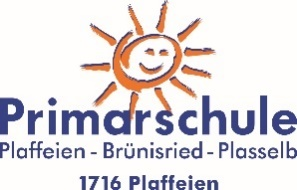 Primarschule
Plaffeien - Brünisried - Plasselb
1716 Plaffeien